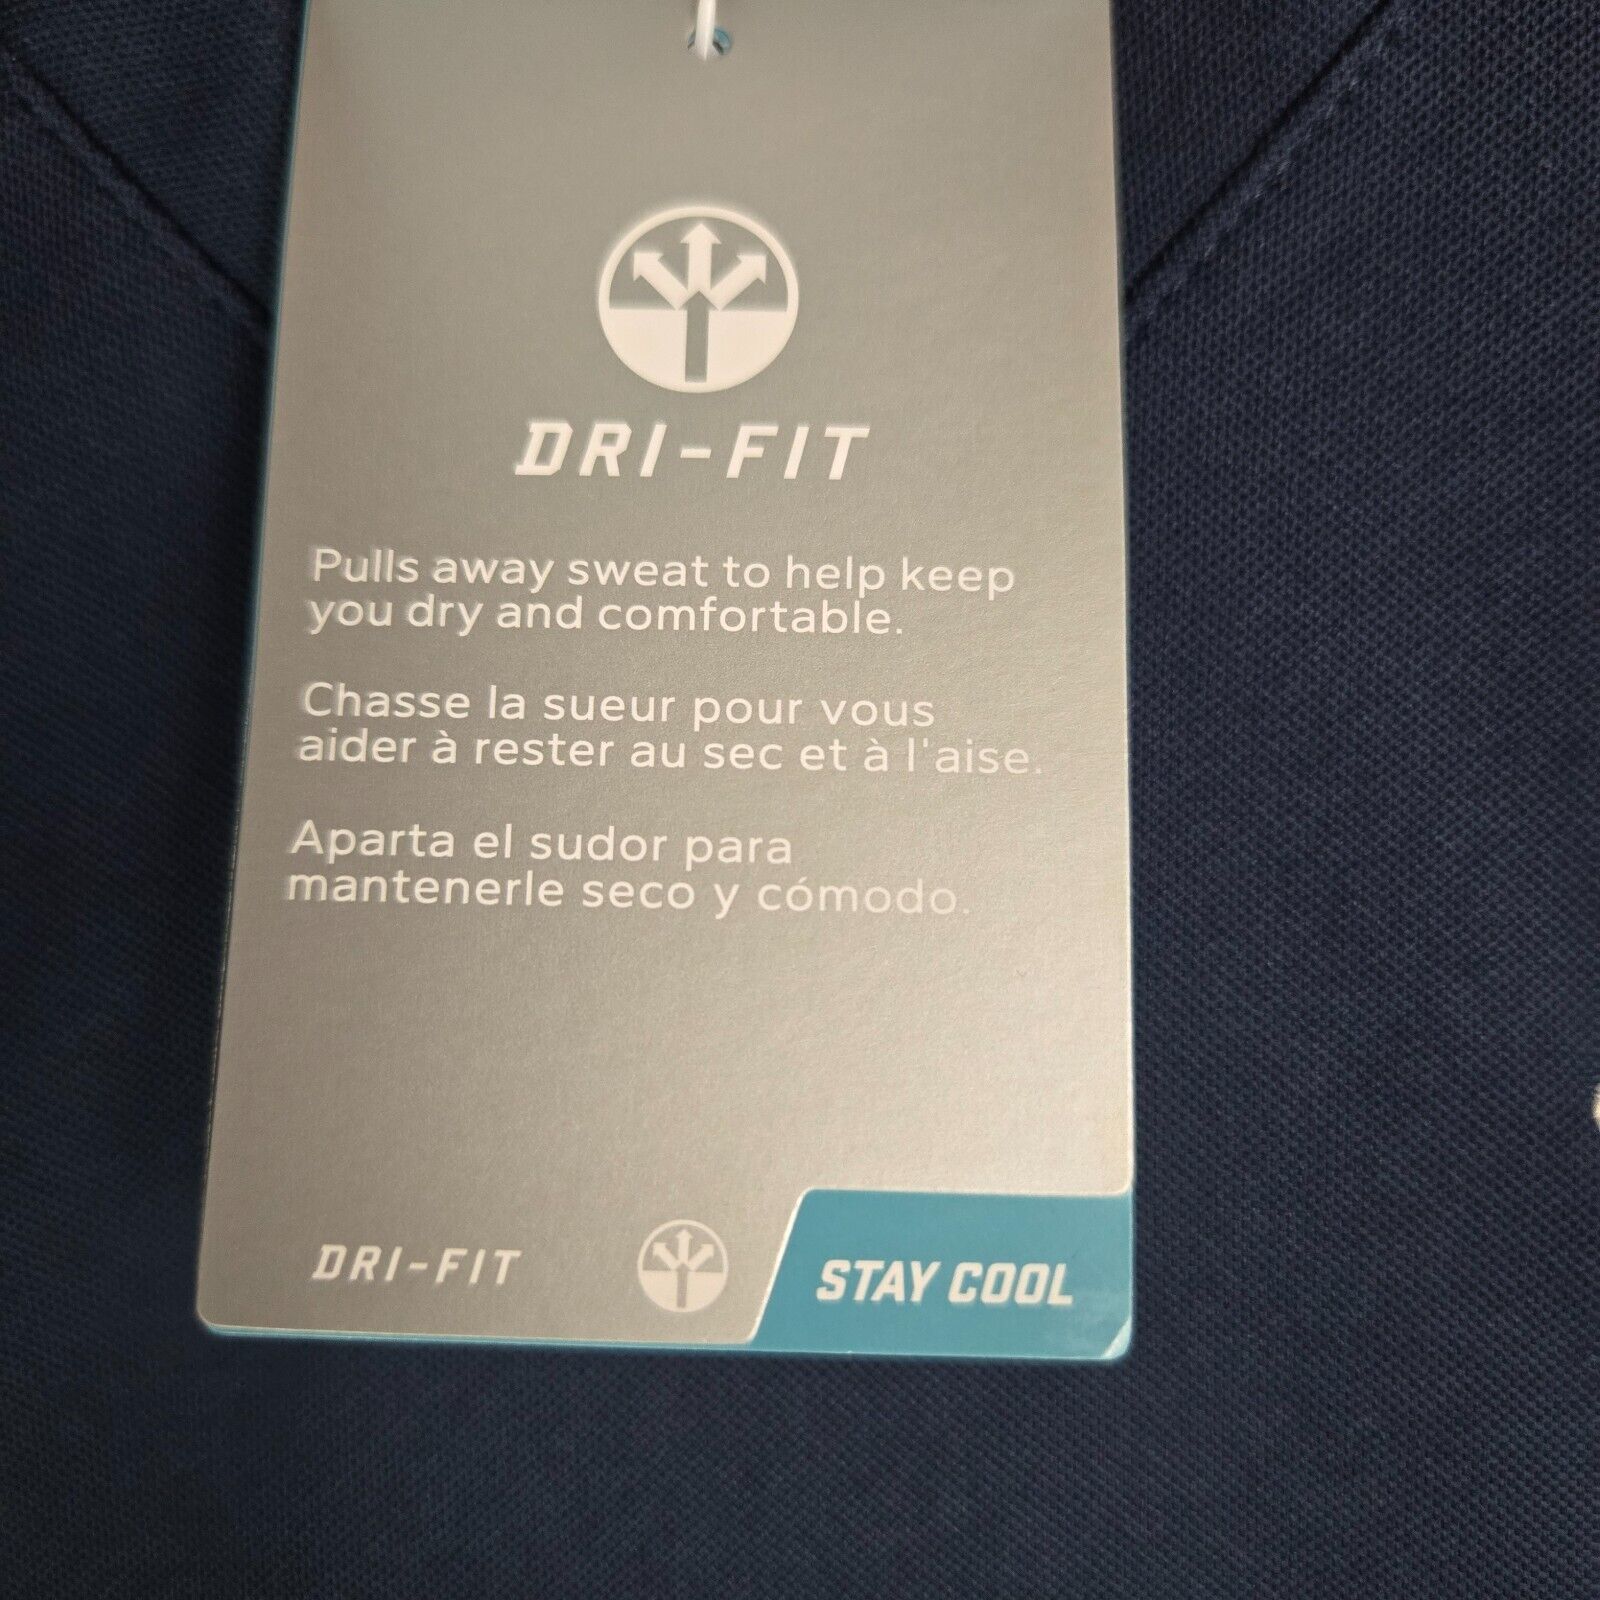 DRI-FIT
Pulls away sweat to help keep
you dry and comfortable.
Chasse la sueur pour vous
aider à rester au sec et à l'aise.
Aparta el sudor para
mantenerle seco y cómodo.
DRI-FIT
STAY COOL